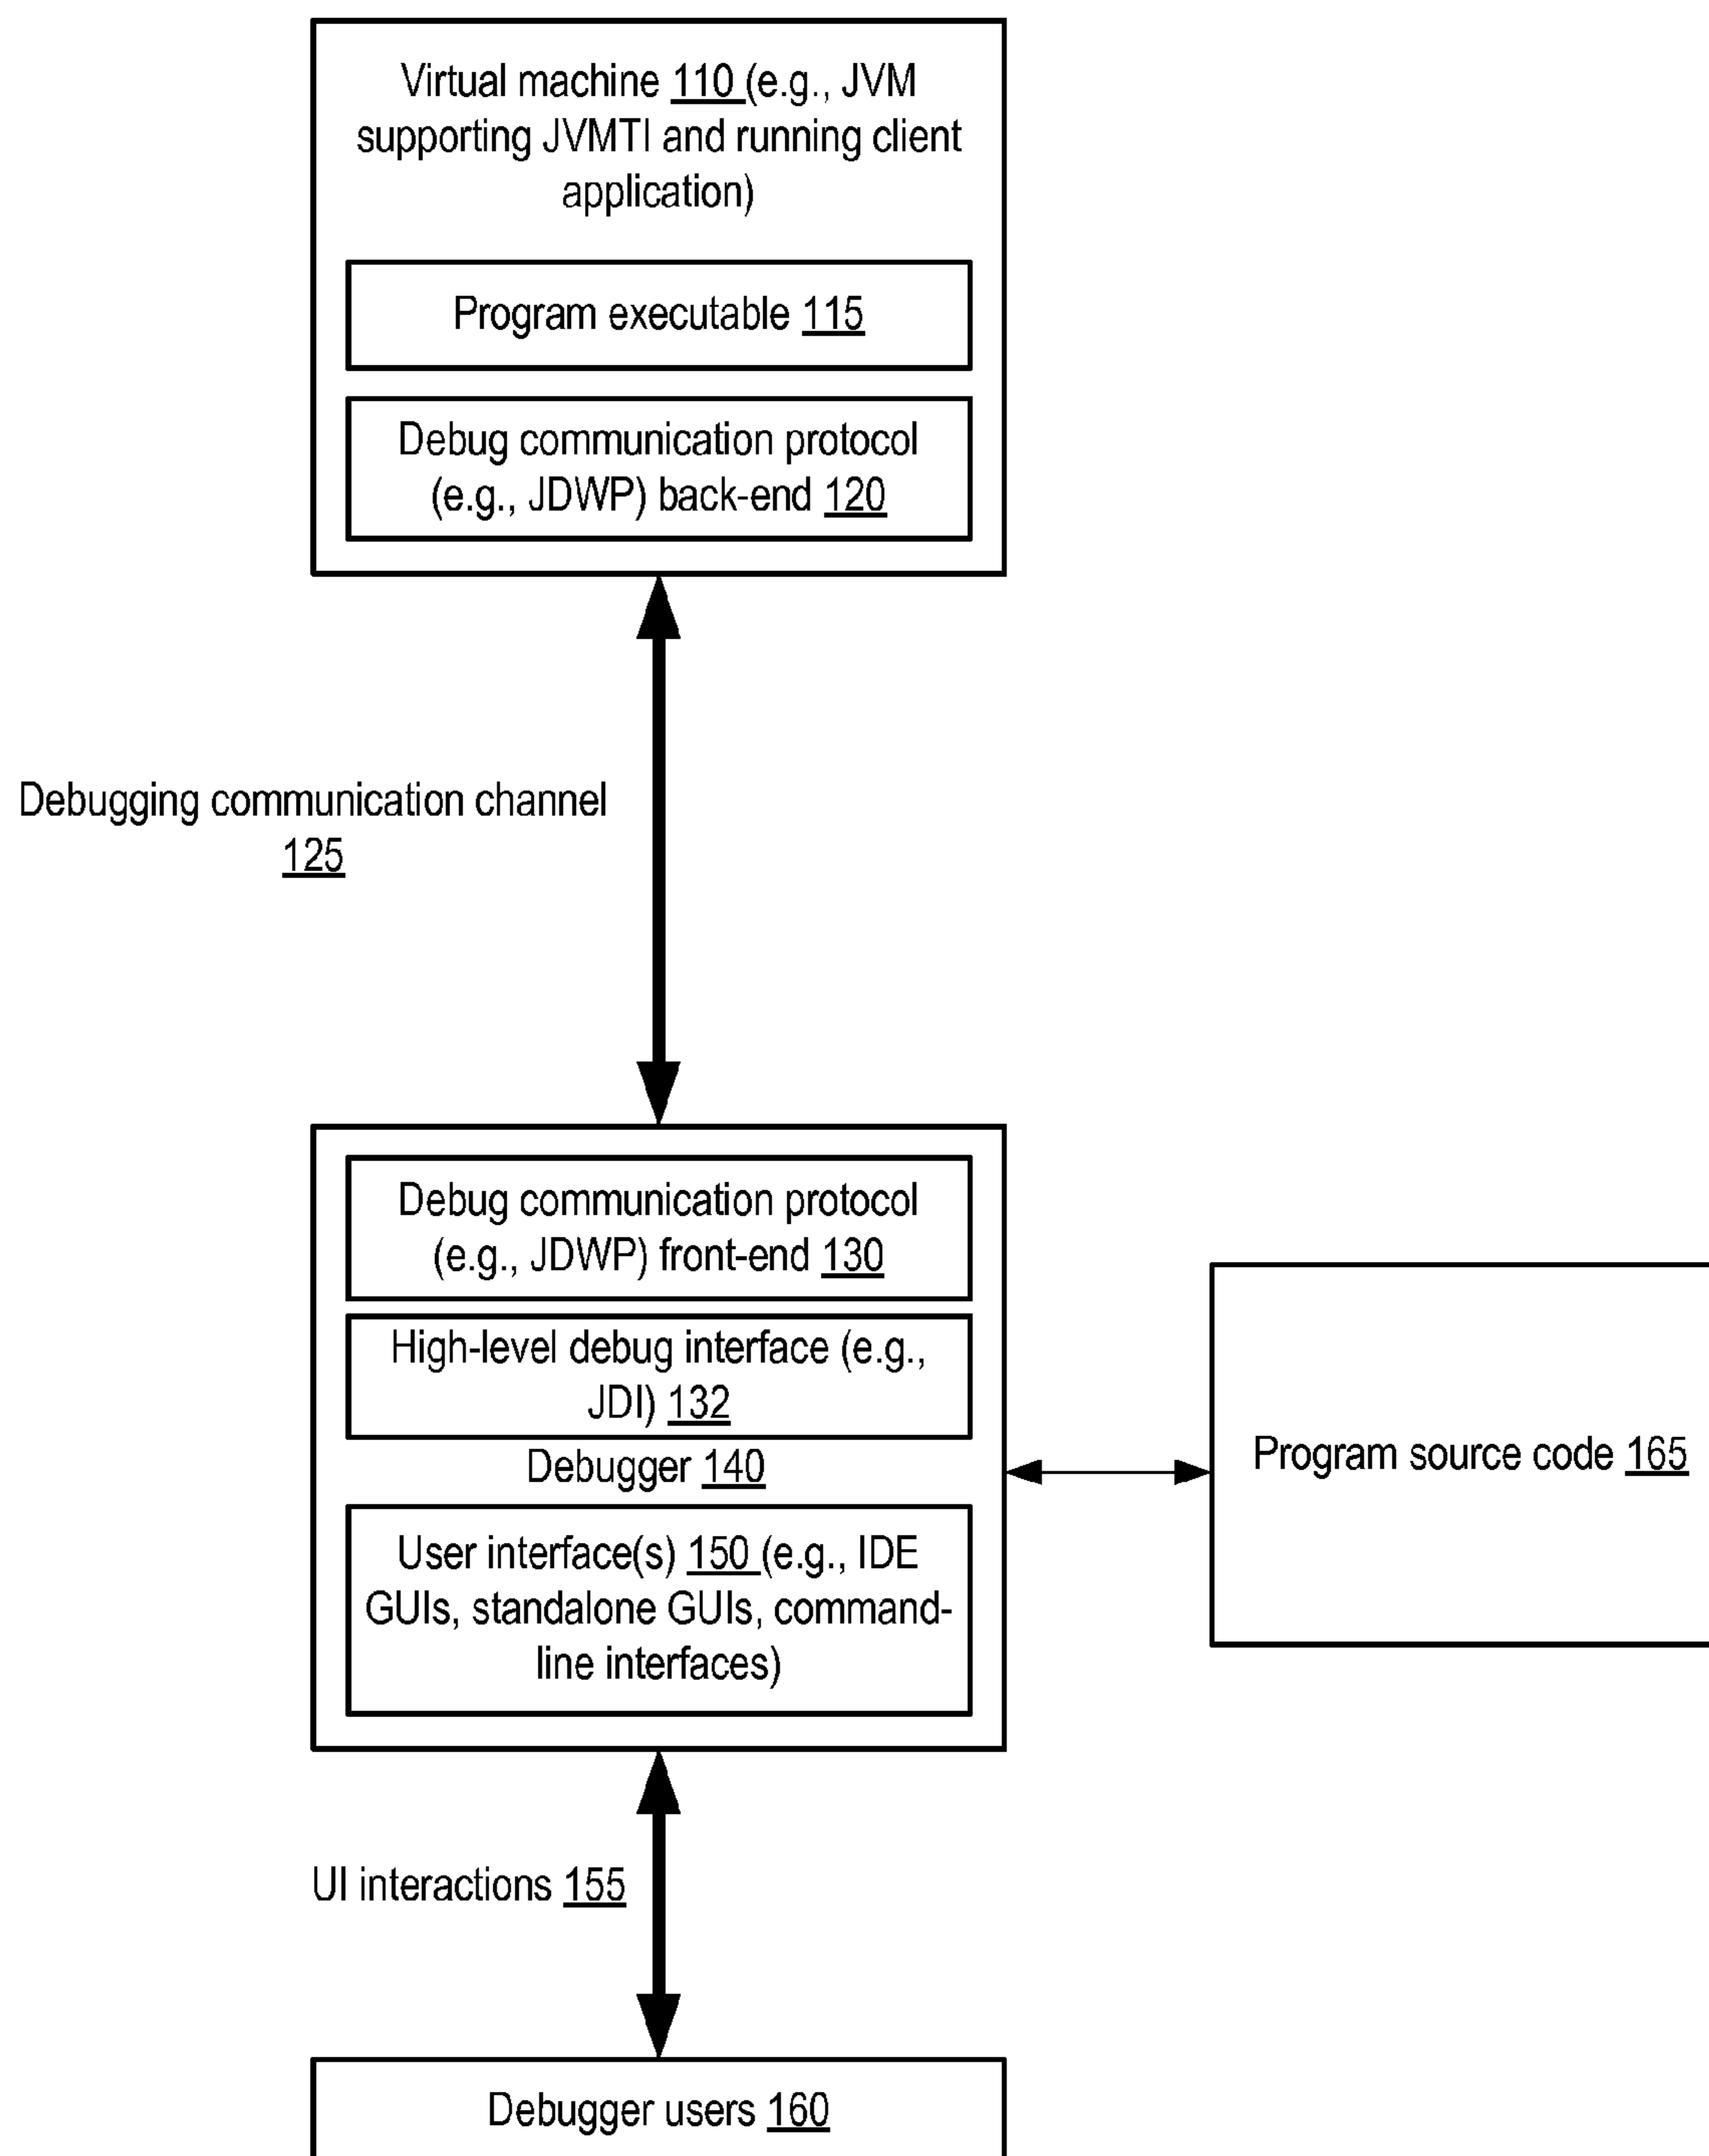 Virtual machine 110 (e.g., JVM
supporting JVMTI and running client
application)
Program executable 115
Debug communication protocol
(e.g., JDWP) back-end 120
Debugging communication channel
125
Debug communication protocol
(e.g., JDWP) front-end 130
High-level debug interface (e.g.,
JDI) 132
Debugger 140
User interface(s) 150 (e.g., IDE
GUIs, standalone GUIs, command-
line interfaces)
Program source code 165
UI interactions 155
Debugger users 160